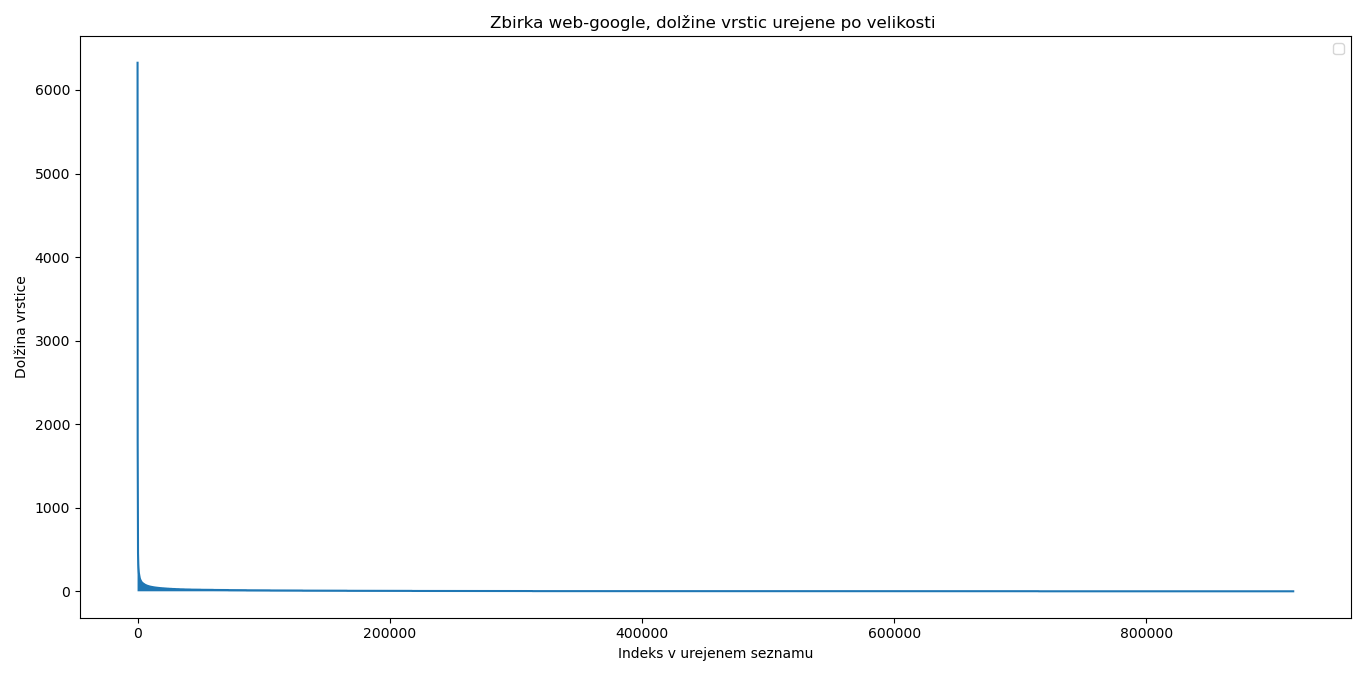 Zbirka web-google, dolžine vrstic urejene po velikosti
6000
5000
4000
3000
2000
1000
0
Dolžina vrstice
0 200000 400000 600000 800000
Indeks v urejenem seznamu